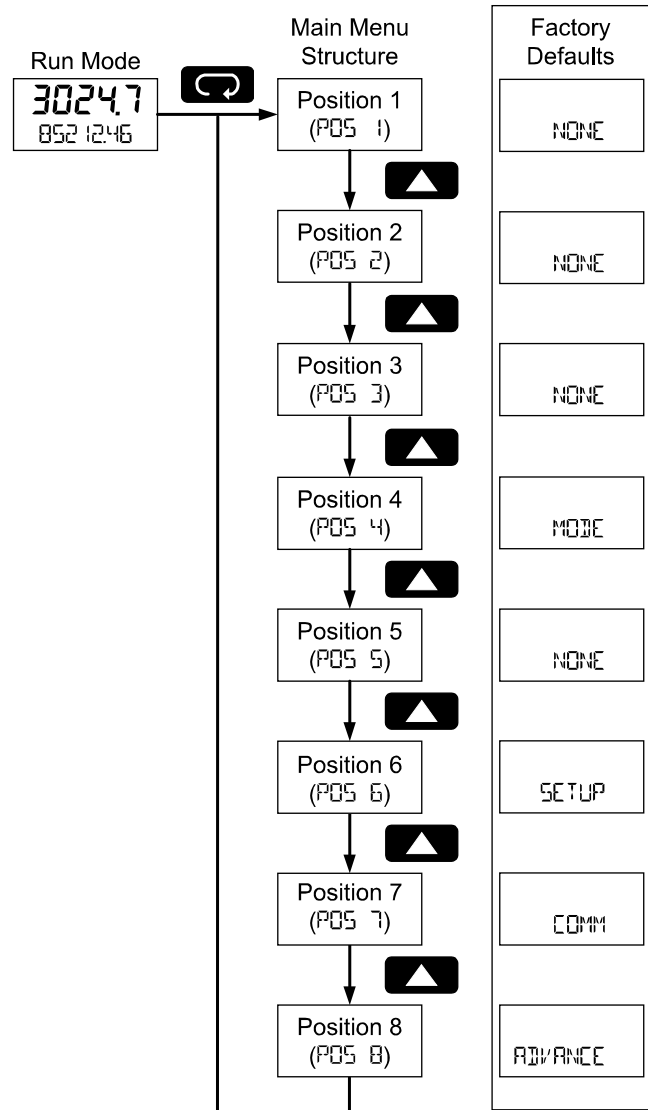 Run Mode
3024.7
85212.46
Main Menu
Structure
Factory
Defaults
Position 1
(POS 1)
NONE
Position 2
(POS 2)
NONE
Position 3
(POS 3)
NONE
Position 4
(POS 4)
MODE
Position 5
(POS 5)
NONE
Position 6
(POS 6)
SETUP
Position 7
(POS 7)
COMM
Position 8
(POS 8)
ADVANCE